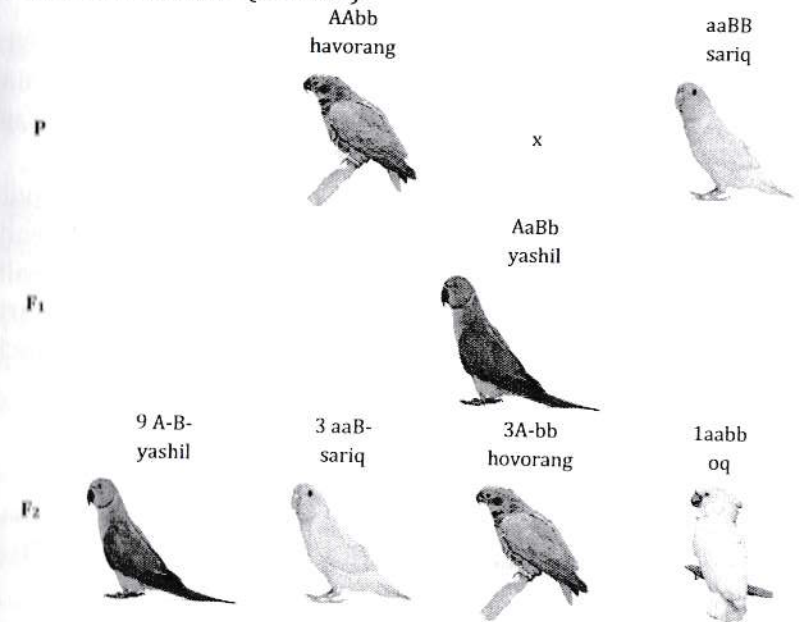 AAbb
havorang
aaBB
sariq
P
x
AaBb
yashil
F₁
9 A-B-
yashil
3 aaB-
sariq
3A-bb
hovorang
1aabb
oq
F₂